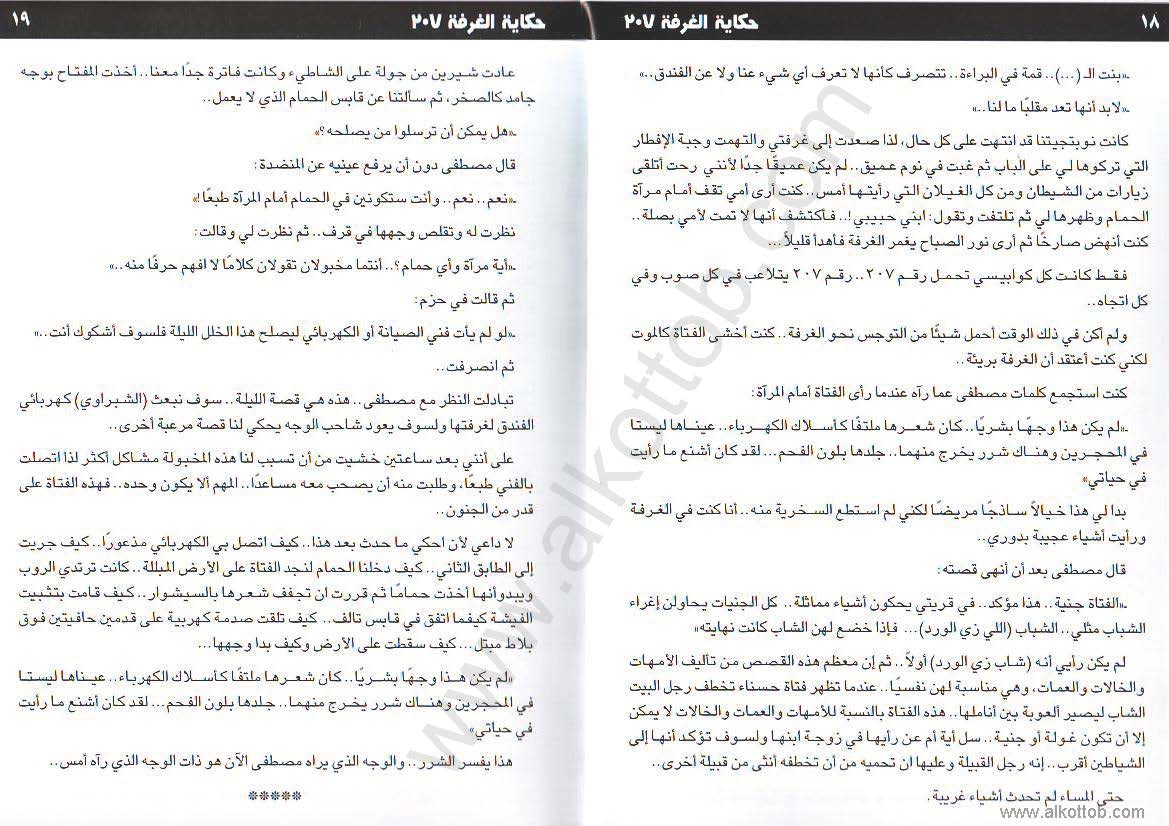 ١٨
حكاية الغرفة ٢٠٧
-«بنت الـ (...).. قمة في البراءة.. تتصرف كأنها لا تعرف أي شيء عنا ولا عن الفندق..»
-«لابد أنها تعد مقلبًا ما لنا..»
كانت نوبتجيتنا قد انتهت على كل حال، لذا صعدت إلى غرفتي والتهمت وجبة الإفطار
التي تركوها لي على الباب ثم غبت في نوم عميق.. لم يكن عميقًا جدًا لأنني رحت أتلقى
زيارات من الشيطان ومن كل الغيلان التي رأيتها أمس.. كنت أرى أمي تقف أمام مرآة
الحمام وظهرها لي ثم تلتفت وتقول: ابني حبيبي!.. فأكتشف أنها لا تمت لأمي بصلة..
كنت أنهض صارخًا ثم أرى نور الصباح يغمر الغرفة فأهدأ قليلاً...
فقط كانت كل كوابيسي تحمل رقم ٢٠٧.. رقم ٢٠٧ يتلاعب في كل صوب وفي
كل اتجاه..
ولم أكن في ذلك الوقت أحمل شيئًا من التوجس نحو الغرفة.. كنت أخشى الفتاة كالموت
لكني كنت أعتقد أن الغرفة بريئة..
كنت استجمع كلمات مصطفى عما رآه عندما رأى الفتاة أمام المرآة:
-«لم يكن هذا وجهًا بشريًا.. كان شعرها ملتفًا كأسلاك الكهرباء.. عيناها ليستا
في المحجرين وهناك شرر يخرج منهما.. جلدها بلون الفحم... لقد كان أشنع ما رأيت
في حياتي»
بدا لي هذا خيالاً ساذجًا مريضًا لكني لم استطع السخرية منه.. أنا كنت في الغرفة
ورأيت أشياء عجيبة بدوري..
قال مصطفى بعد أن أنهى قصته:
-«الفتاة جنية.. هذا مؤكد.. في قريتي يحكون أشياء مماثلة.. كل الجنيات يحاولن إغراء
الشباب مثلي.. الشباب (اللي زي الورد)... فإذا خضع لهن الشاب كانت نهايته»
لم يكن رأيي أنه (شاب زي الورد) أولاً.. ثم إن معظم هذه القصص من تأليف الأمهات
والخالات والعمات، وهي مناسبة لهن نفسيًا.. عندما تظهر فتاة حسناء تخطف رجل البيت
الشاب ليصير ألعوبة بين أناملها.. هذه الفتاة بالنسبة للأمهات والعمات والخالات لا يمكن
إلا أن تكون غولة أو جنية.. سل أية أم عن رأيها في زوجة ابنها ولسوف تؤكد أنها إلى
الشياطين أقرب.. إنه رجل القبيلة وعليها ان تحميه من أن تخطفه أنثى من قبيلة أخرى..
حتى المساء لم تحدث أشياء غريبة.
حكاية الغرفة ٢٠٧
١٩
عادت شيرين من جولة على الشاطيء وكانت فاترة جدًا معنا.. أخذت المفتاح بوجه
جامد كالصخر، ثم سألتنا عن قابس الحمام الذي لا يعمل..
-«هل يمكن أن ترسلوا من يصلحه؟»
قال مصطفى دون أن يرفع عينيه عن المنضدة:
-«نعم.. نعم.. وأنت ستكونين في الحمام أمام المرآة طبعًا!»
نظرت له وتقلص وجهها في قرف.. ثم نظرت لي وقالت:
-«أية مرآة وأي حمام؟.. أنتما مخبولان تقولان كلامًا لا افهم حرفًا منه..»
ثم قالت في حزم:
-«لو لم يأت فني الصيانة أو الكهربائي ليصلح هذا الخلل الليلة فلسوف أشكوك أنت..»
ثم انصرفت..
تبادلت النظر مع مصطفى.. هذه هي قصة الليلة.. سوف نبعث (الشبراوي) كهربائي
الفندق لغرفتها ولسوف يعود شاحب الوجه يحكي لنا قصة مرعبة أخرى..
على أنني بعد ساعتين خشيت من أن تسبب لنا هذه المخبولة مشاكل أكثر لذا اتصلت
بالفني طبعًا، وطلبت منه أن يصحب معه مساعدًا.. المهم ألا يكون وحده.. فهذه الفتاة على
قدر من الجنون..
لا داعي لأن احكي ما حدث بعد هذا.. كيف اتصل بي الكهربائي مذعورًا.. كيف جريت
إلى الطابق الثاني.. كيف دخلنا الحمام لنجد الفتاة على الأرض المبللة.. كانت ترتدي الروب
ويبدوأنها أخذت حمامًا ثم قررت ان تجفف شعرها بالسيشوار.. كيف قامت بتثبيت
الفيشة كيفما اتفق في قابس تالف.. كيف تلقت صدمة كهربية على قدمين حافيتين فوق
بلاط مبتل... كيف سقطت على الأرض وكيف بدا وجهها...
«لم يكن هذا وجهًا بشريًا.. كان شعرها ملتفًا كأسلاك الكهرباء.. عيناها ليستا
في المحجرين وهناك شرر يخرج منهما.. جلدها بلون الفحم... لقد كان أشنع ما رأيت
في حياتي»
هذا يفسر الشرر.. والوجه الذي يراه مصطفى الآن هو ذات الوجه الذي رآه أمس..
*****
www.alkottob.com
www.alkottob.com